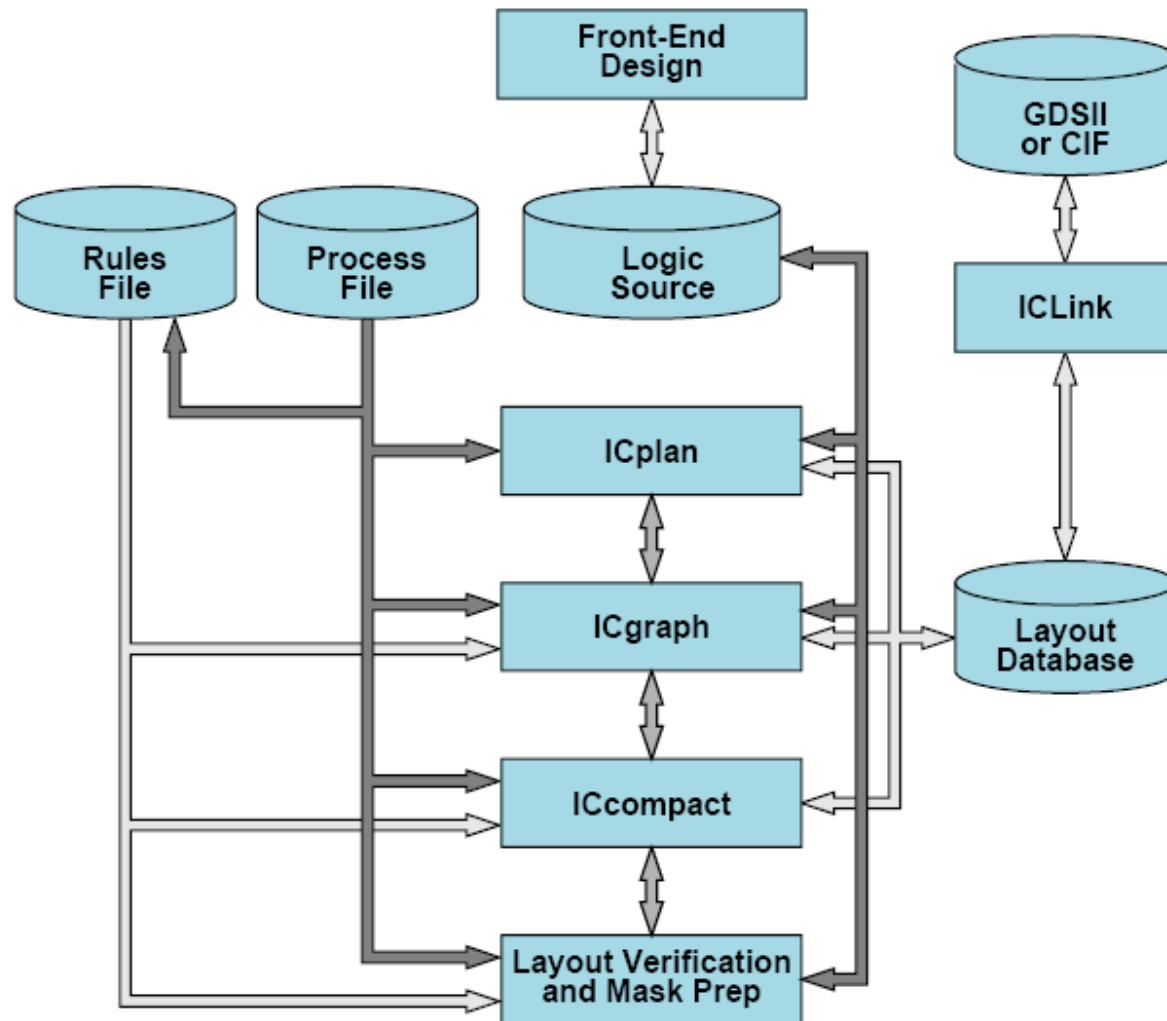 Front-End
Design
GDSII
or CIF
Rules
File
Process
File
Logic
Source
ICLink
ICplan
ICgraph
Layout
Database
ICcompact
Layout Verification
and Mask Prep